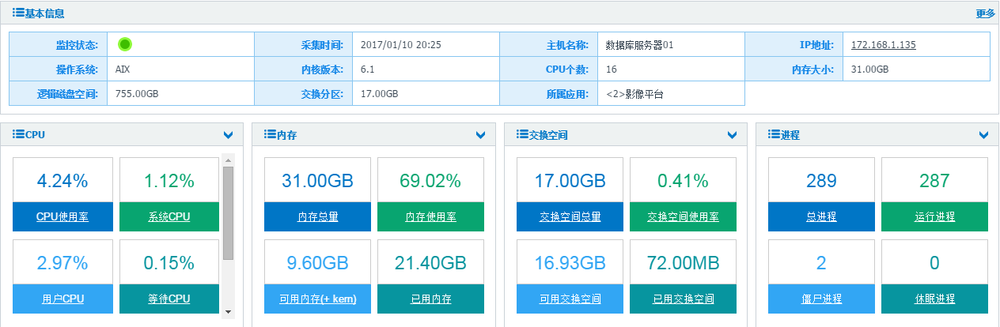 基本信息 更多
监控状态: 采集时间: 2017/01/10 20:25 主机名称: 数据库服务器01 IP地址: 172.168.1.135
操作系统: AIX 内核版本: 6.1 CPU个数: 16 内存大小: 31.00GB
逻辑磁盘空间: 755.00GB 交换分区: 17.00GB 所属应用: <2>影像平台
CPU 内存 交换空间 进程
4.24% 1.12% 31.00GB 69.02% 17.00GB 0.41% 289 287
CPU使用率 系统CPU 内存总量 内存使用率 交换空间总量 交换空间使用率 总进程 运行进程
2.97% 0.15% 9.60GB 21.40GB 16.93GB 72.00MB 2 0
用户CPU 等待CPU 可用内存(+ kern) 已用内存 可用交换空间 已用交换空间 僵尸进程 休眠进程